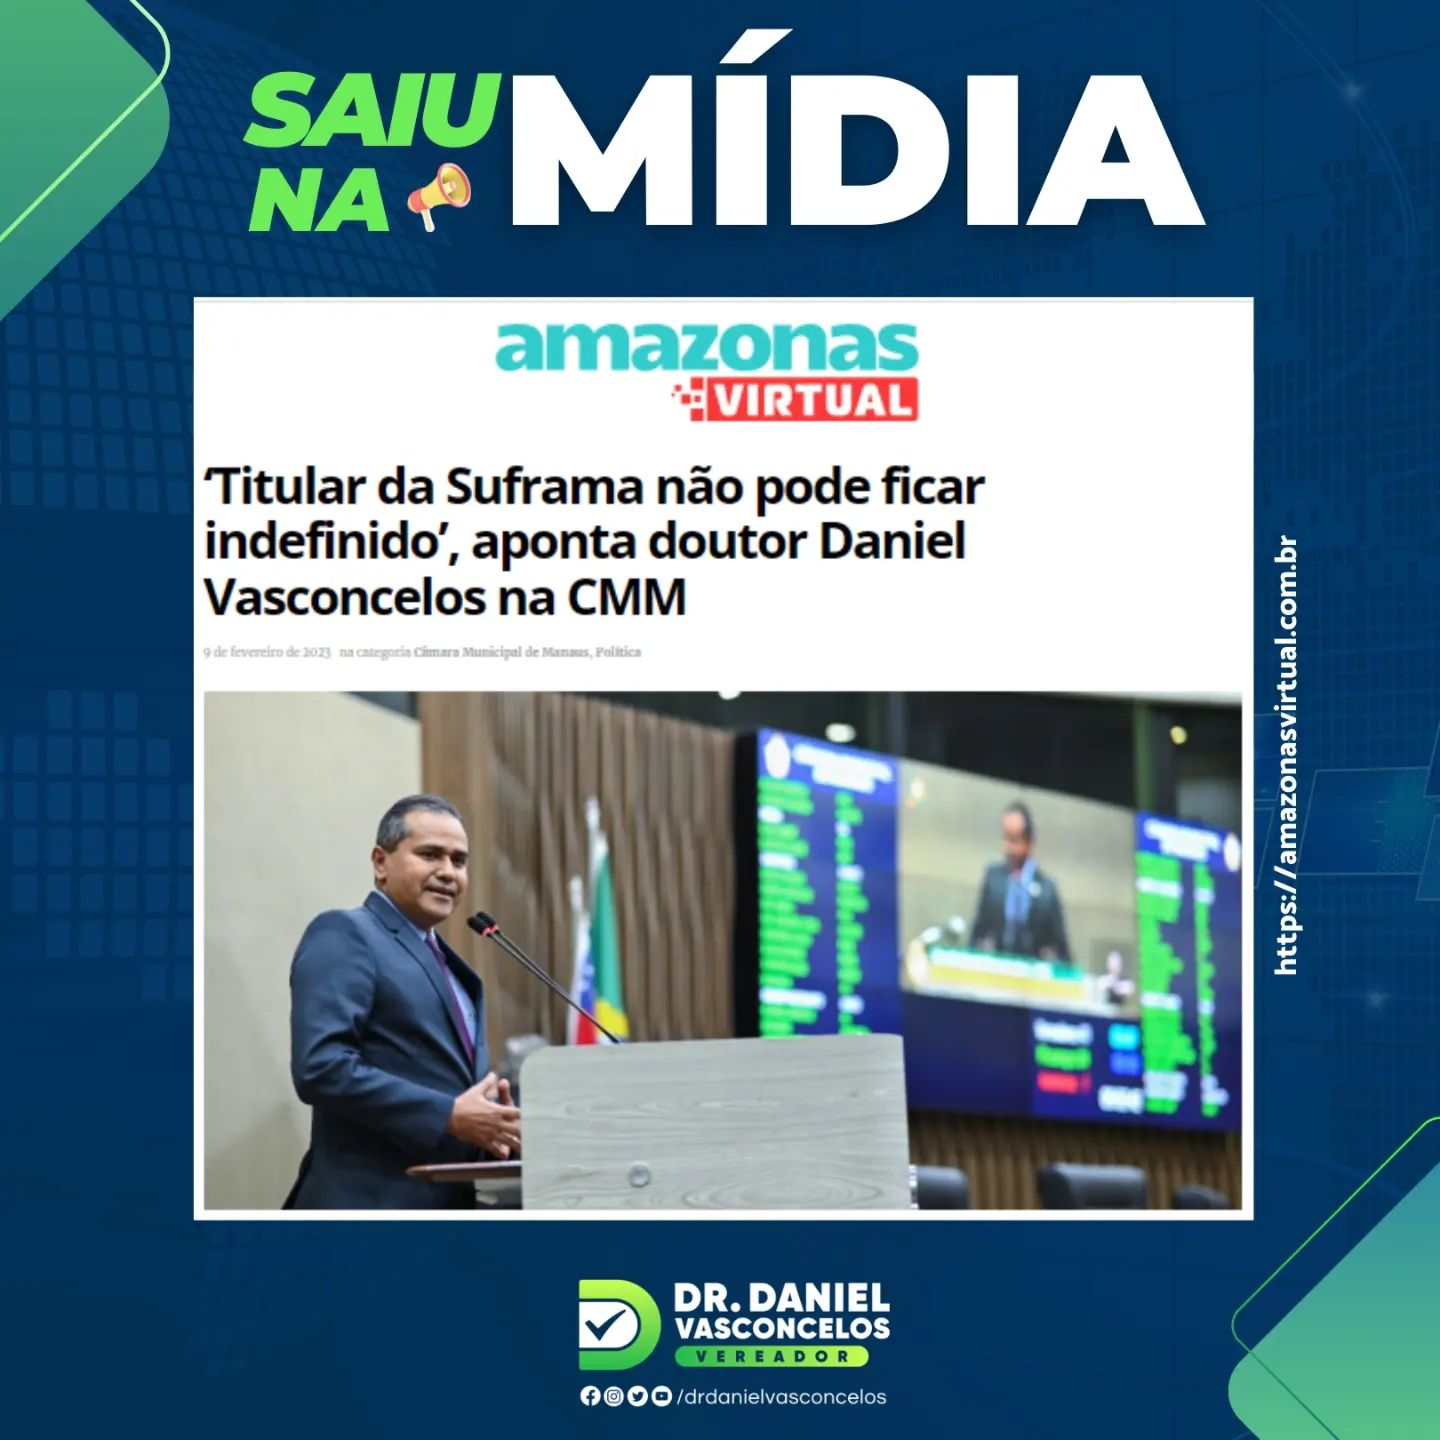 SAIU
NA
MÍDIA
amazonas
VIRTUAL
‘Titular da Suframa não pode ficar
indefinido’, aponta doutor Daniel
Vasconcelos na CMM
9 de fevereiro de 2023 na categoria Câmara Municipal de Manaus, Política
https://amazonasvirtual.com.br
DR. DANIEL
VASCONCELOS
VEREADOR
/drdanielvasconcelos